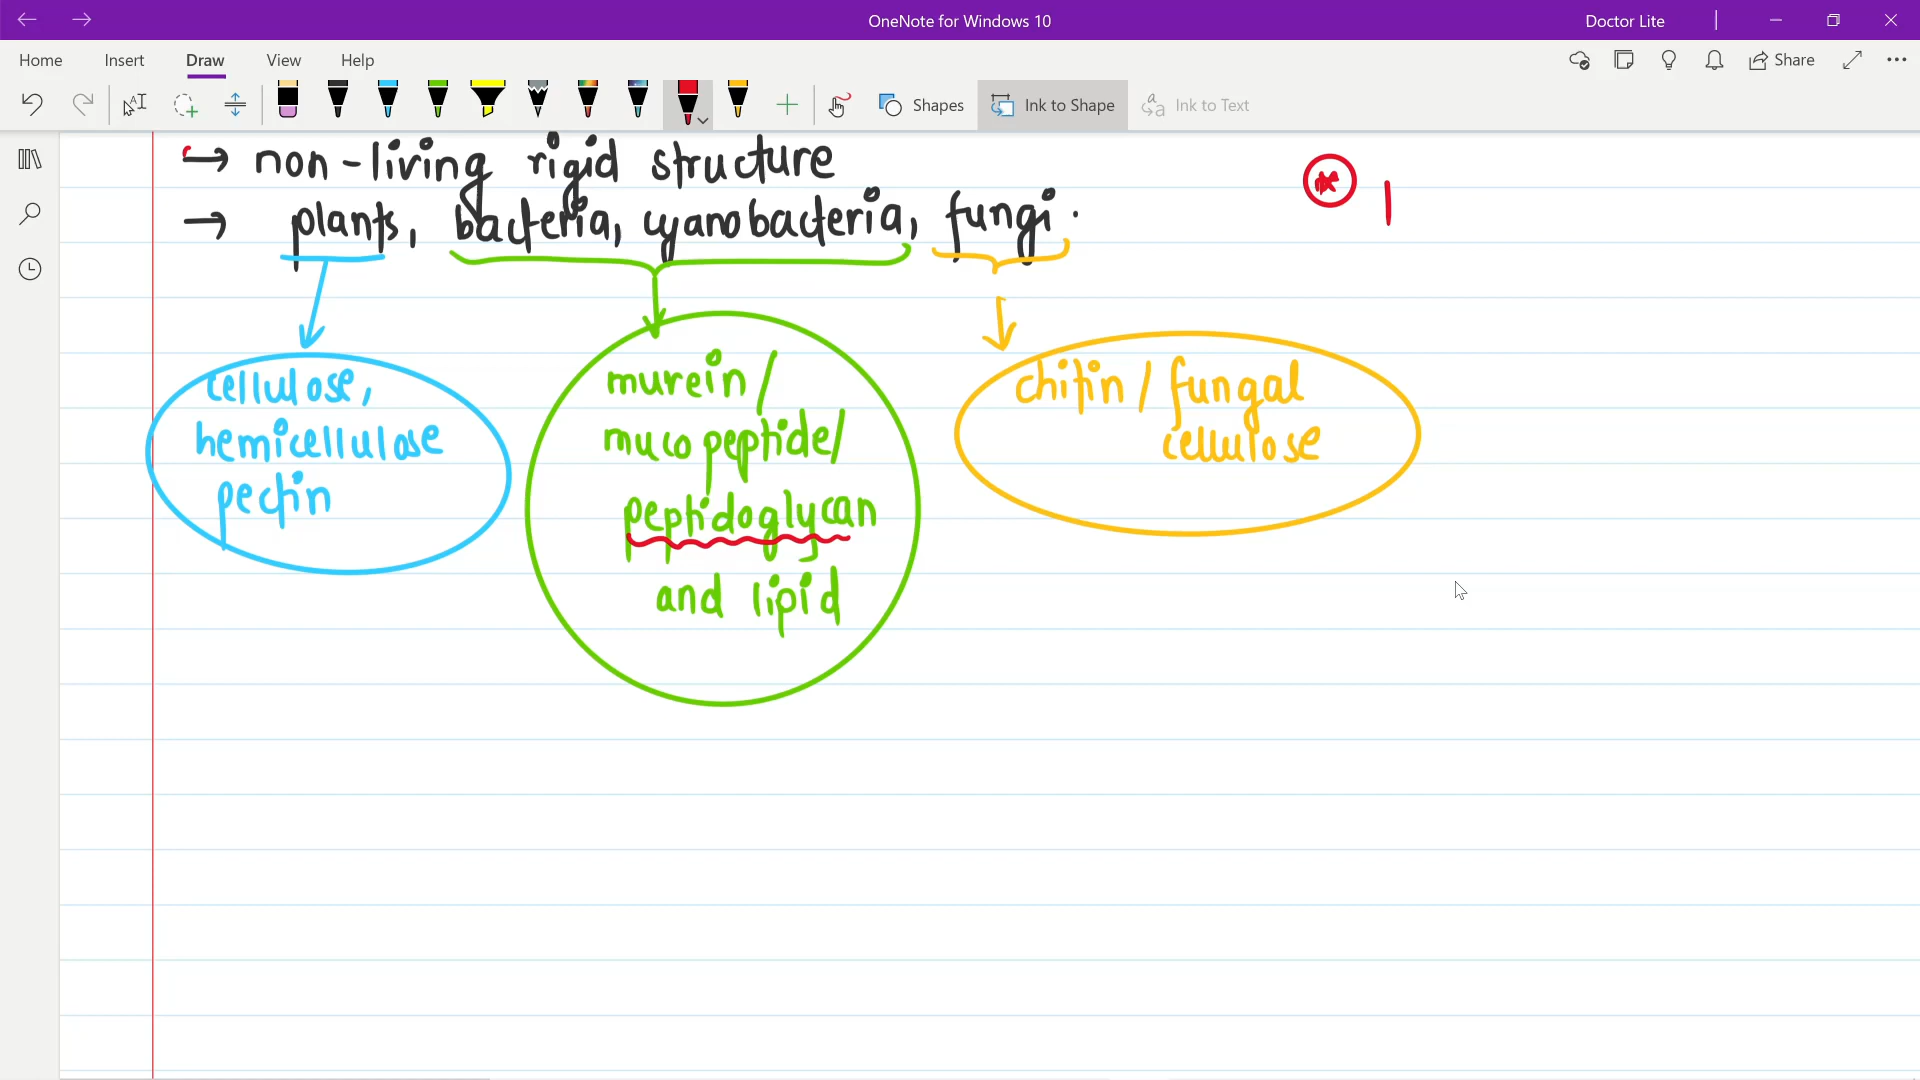 OneNote for Windows 10
Doctor Lite
Home Insert Draw View Help
Share
Shapes Ink to Shape Ink to Text
→ non-living rigid structure
→ plants, bacteria, cyanobacteria, fungi.
cellulose,
hemicellulose
pectin
murein/
mucopeptide/
peptidoglycan
and lipid
chitin / fungal
cellulose